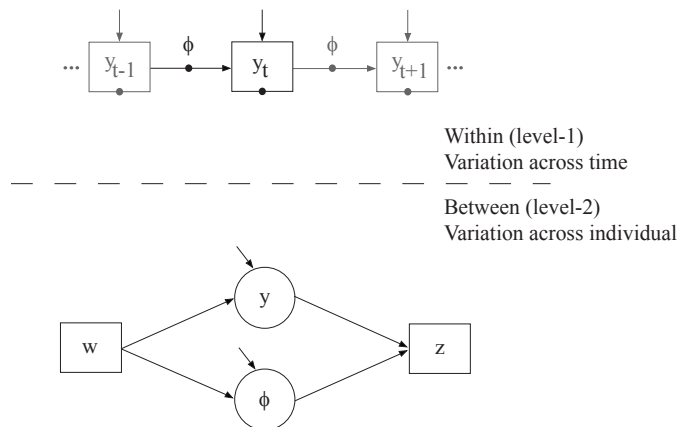 ϕ ϕ
... y_{t-1} y_t y_{t+1} ...
Within (level-1)
Variation across time
Between (level-2)
Variation across individual
y
w z
ϕ